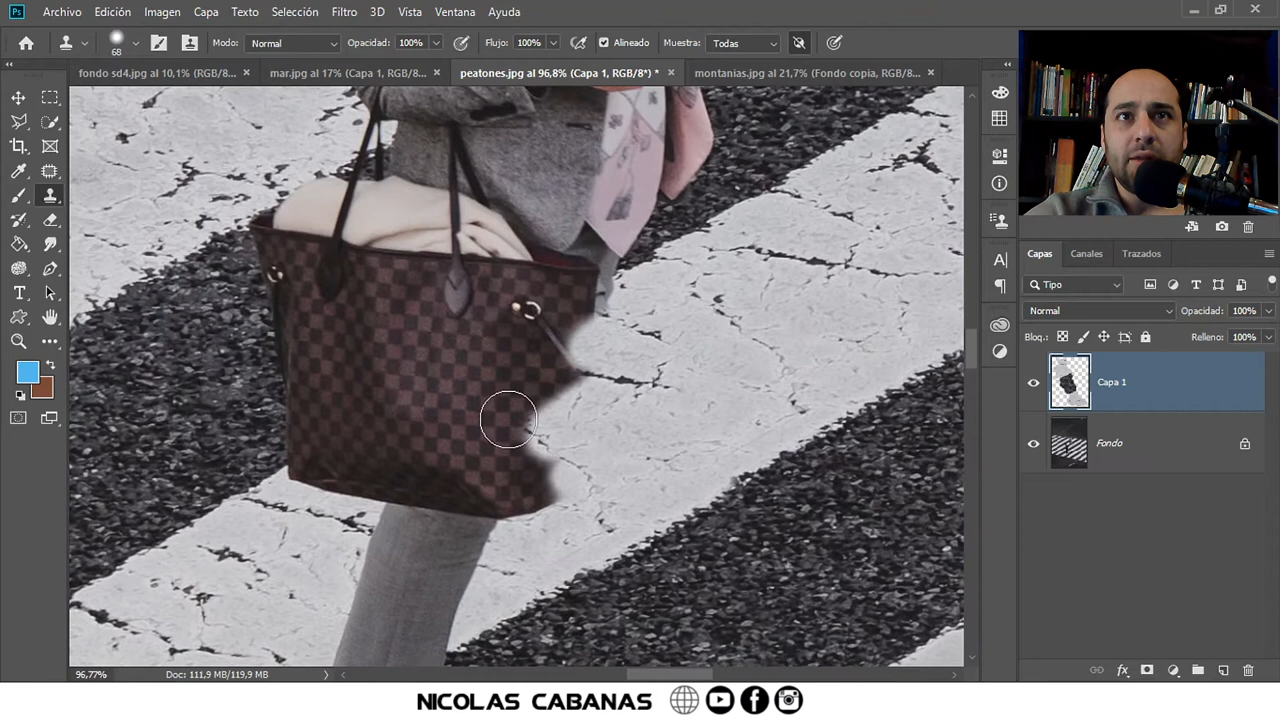 Ps Archivo Edición Imagen Capa Texto Selección Filtro 3D Vista Ventana Ayuda
68 Modo: Normal Opacidad: 100% Flujo: 100% Alineado Muestra: Todas
fondo sd4.jpg al 10,1% (RGB/8... × mar.jpg al 17% (Capa 1, RGB/8... × peatones.jpg al 96,8% (Capa 1, RGB/8*) * × montanias.jpg al 21,7% (Fondo copia, RGB/8... ×
Capas Canales Trazados
Tipo
Normal Opacidad: 100%
Bloq.: Relleno: 100%
Capa 1
Fondo
96,77% Doc: 111,9 MB/119,9 MB
NICOLAS CABANAS